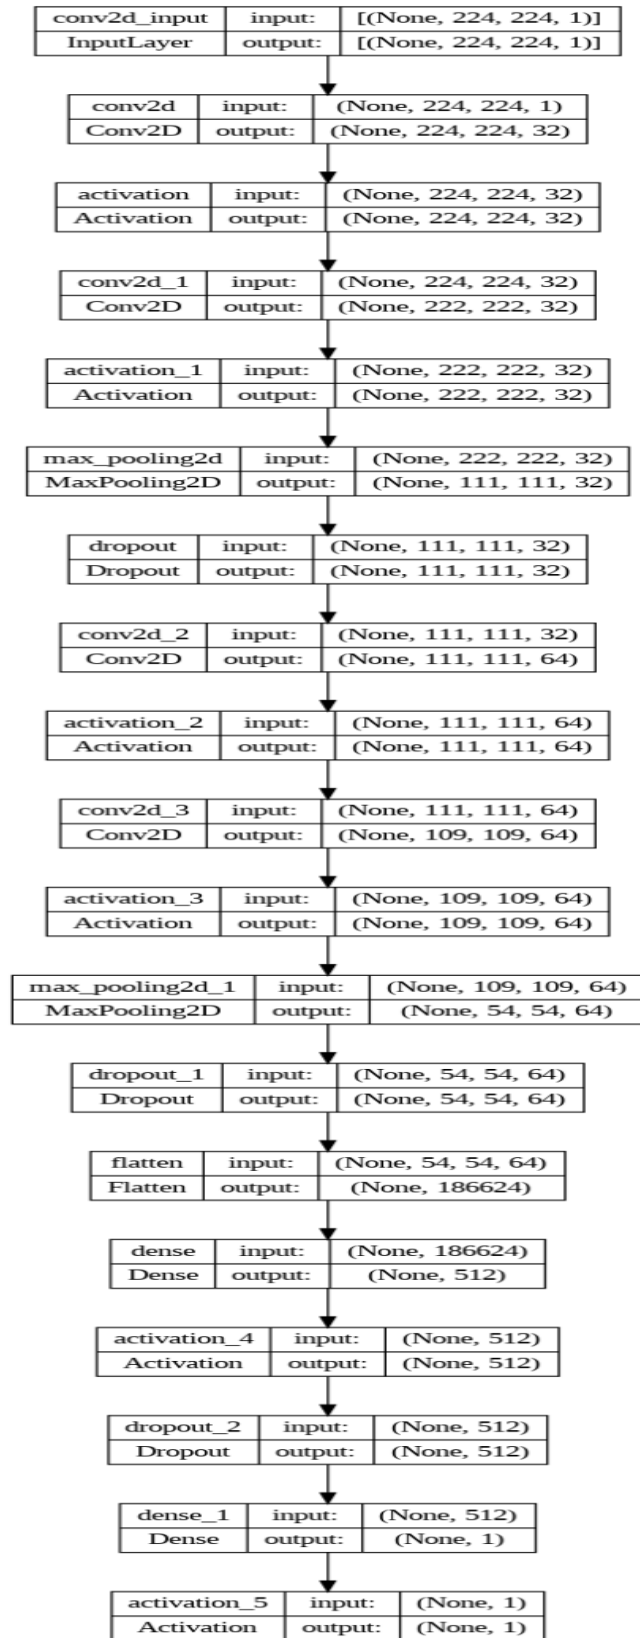 conv2d_input input: [(None, 224, 224, 1)]
InputLayer output: [(None, 224, 224, 1)]
conv2d input: (None, 224, 224, 1)
Conv2D output: (None, 224, 224, 32)
activation input: (None, 224, 224, 32)
Activation output: (None, 224, 224, 32)
conv2d_1 input: (None, 224, 224, 32)
Conv2D output: (None, 222, 222, 32)
activation_1 input: (None, 222, 222, 32)
Activation output: (None, 222, 222, 32)
max_pooling2d input: (None, 222, 222, 32)
MaxPooling2D output: (None, 111, 111, 32)
dropout input: (None, 111, 111, 32)
Dropout output: (None, 111, 111, 32)
conv2d_2 input: (None, 111, 111, 32)
Conv2D output: (None, 111, 111, 64)
activation_2 input: (None, 111, 111, 64)
Activation output: (None, 111, 111, 64)
conv2d_3 input: (None, 111, 111, 64)
Conv2D output: (None, 109, 109, 64)
activation_3 input: (None, 109, 109, 64)
Activation output: (None, 109, 109, 64)
max_pooling2d_1 input: (None, 109, 109, 64)
MaxPooling2D output: (None, 54, 54, 64)
dropout_1 input: (None, 54, 54, 64)
Dropout output: (None, 54, 54, 64)
flatten input: (None, 54, 54, 64)
Flatten output: (None, 186624)
dense input: (None, 186624)
Dense output: (None, 512)
activation_4 input: (None, 512)
Activation output: (None, 512)
dropout_2 input: (None, 512)
Dropout output: (None, 512)
dense_1 input: (None, 512)
Dense output: (None, 1)
activation_5 input: (None, 1)
Activation output: (None, 1)